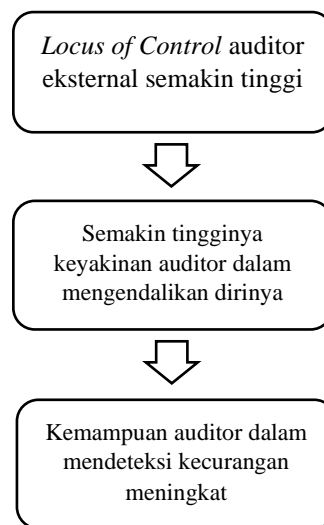 Locus of Control auditor
eksternal semakin tinggi
Semakin tingginya
keyakinan auditor dalam
mengendalikan dirinya
Kemampuan auditor dalam
mendeteksi kecurangan
meningkat